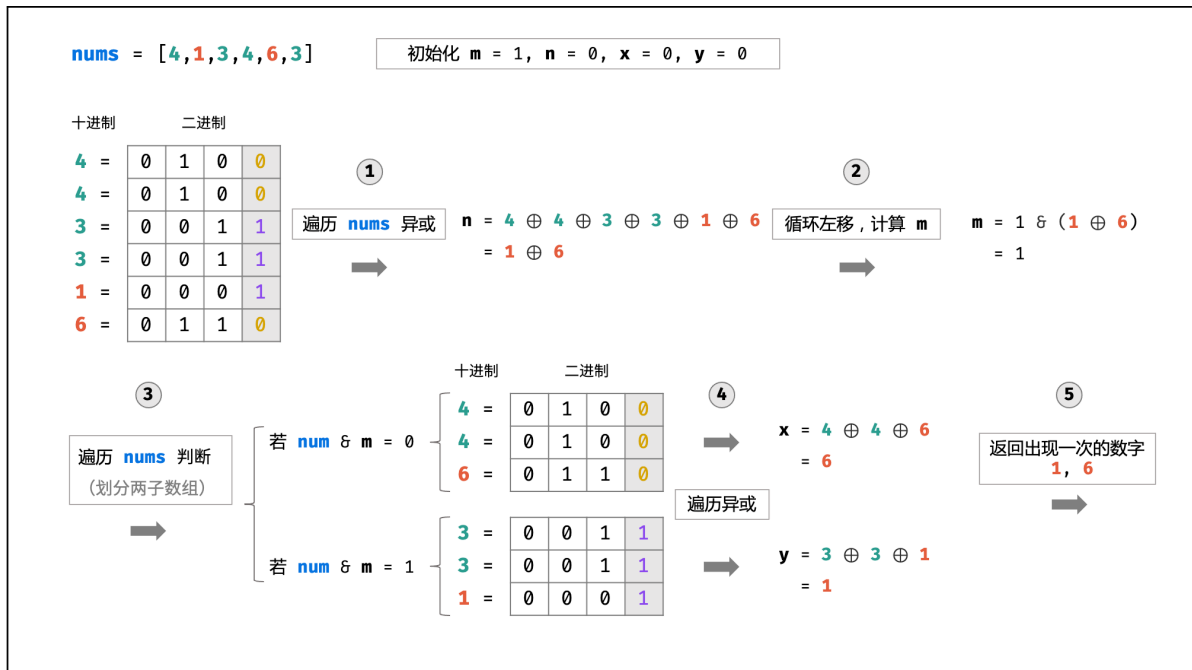 nums = [4,1,3,4,6,3]
初始化 m = 1, n = 0, x = 0, y = 0
十进制 二进制
4 = 0 1 0 0
4 = 0 1 0 0
3 = 0 0 1 1
3 = 0 0 1 1
1 = 0 0 0 1
6 = 0 1 1 0
1
遍历 nums 异或
n = 4 ⊕ 4 ⊕ 3 ⊕ 3 ⊕ 1 ⊕ 6
= 1 ⊕ 6
2
循环左移，计算 m
m = 1 & (1 ⊕ 6)
= 1
3
遍历 nums 判断
（划分两子数组）
若 num & m = 0
十进制 二进制
4 = 0 1 0 0
4 = 0 1 0 0
6 = 0 1 1 0
若 num & m = 1
3 = 0 0 1 1
3 = 0 0 1 1
1 = 0 0 0 1
4
遍历异或
x = 4 ⊕ 4 ⊕ 6
= 6
y = 3 ⊕ 3 ⊕ 1
= 1
5
返回出现一次的数字
1, 6